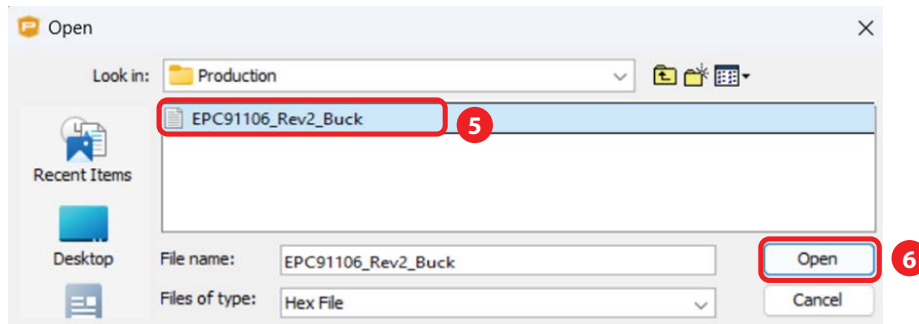 Open
Look in: Production
EPC91106_Rev2_Buck
5
Recent Items
Desktop
File name: EPC91106_Rev2_Buck
Open
6
Files of type: Hex File
Cancel